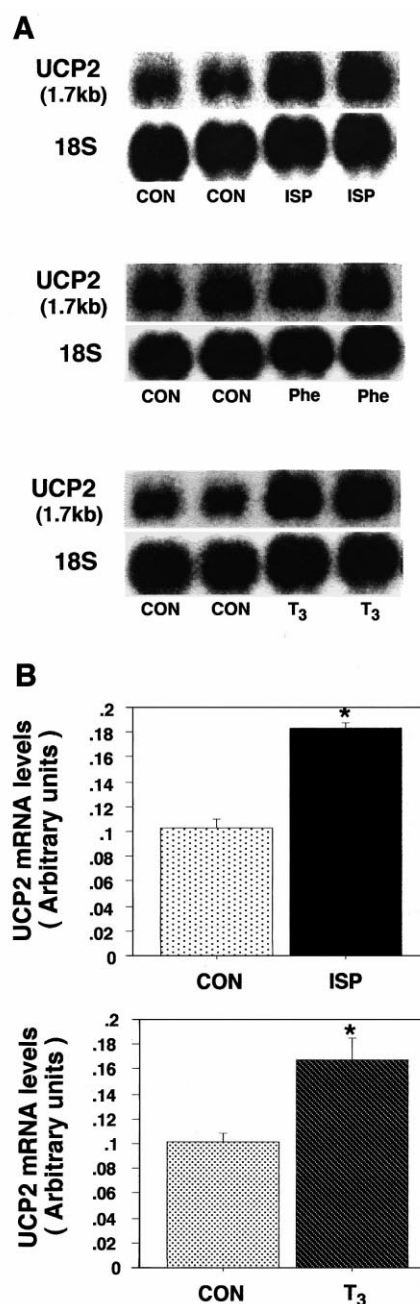 A
UCP2
(1.7kb)
18S
CON CON ISP ISP
UCP2
(1.7kb)
18S
CON CON Phe Phe
UCP2
(1.7kb)
18S
CON CON T3 T3
B
UCP2 mRNA levels
( Arbitrary units )
.2
.18
.16
.14
.12
.1
.08
.06
.04
.02
0
*
CON ISP
UCP2 mRNA levels
( Arbitrary units )
.2
.18
.16
.14
.12
.1
.08
.06
.04
.02
0
*
CON T3